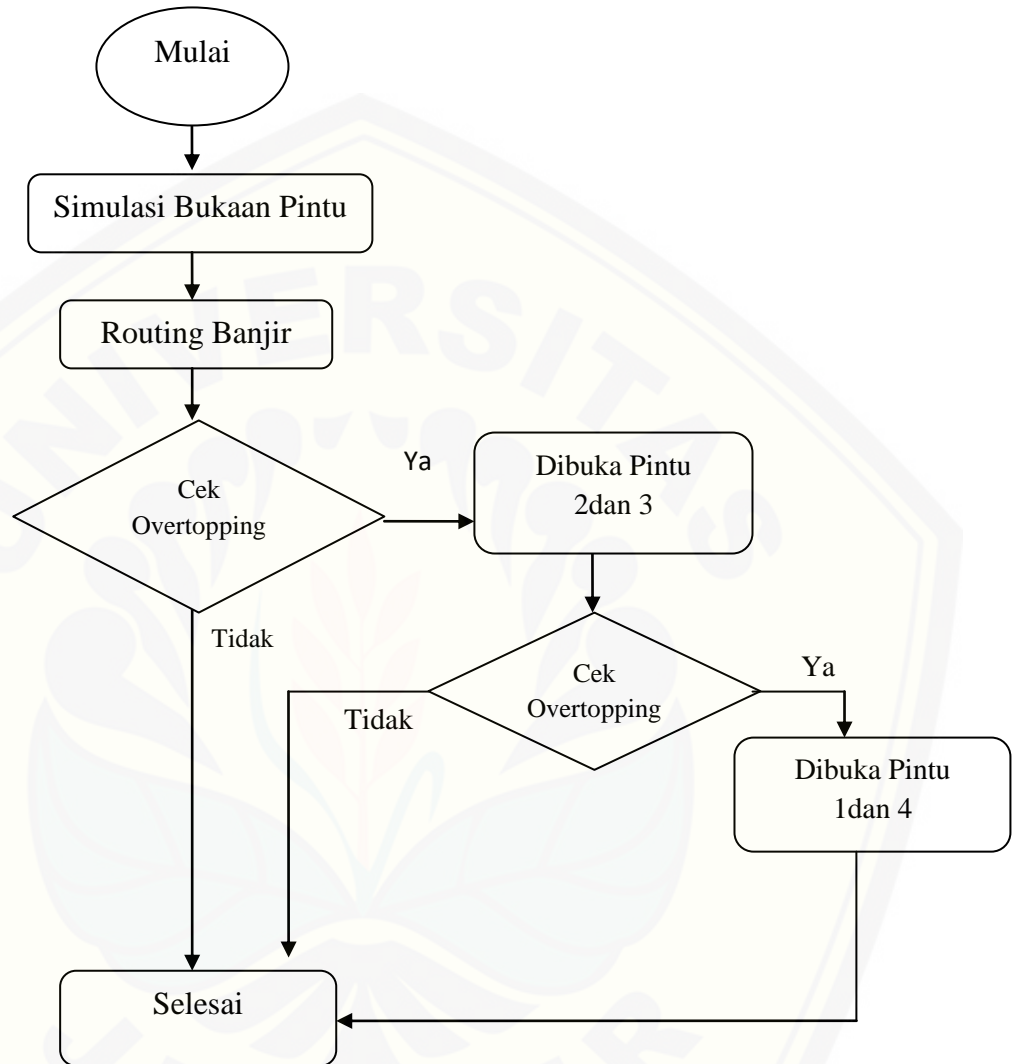 Mulai
Simulasi Bukaan Pintu
Routing Banjir
Cek
Overtopping
Ya
Dibuka Pintu
2dan 3
Tidak
Cek
Overtopping
Ya
Tidak
Dibuka Pintu
1dan 4
Selesai
UNIVERSITAS